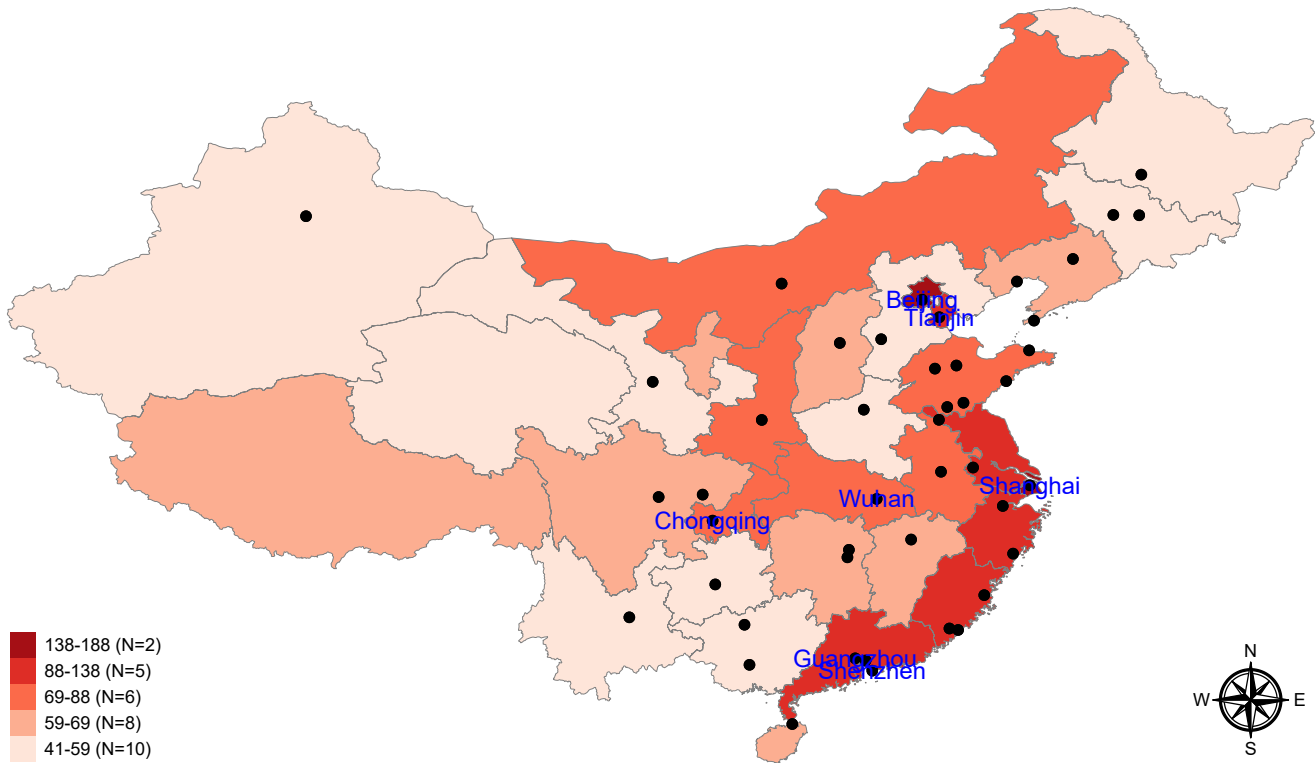 Beijing
Tianjin
Shanghai
Wuhan
Chongqing
Guangzhou
Shenzhen
138-188 (N=2)
88-138 (N=5)
69-88 (N=6)
59-69 (N=8)
41-59 (N=10)
N
W E
S